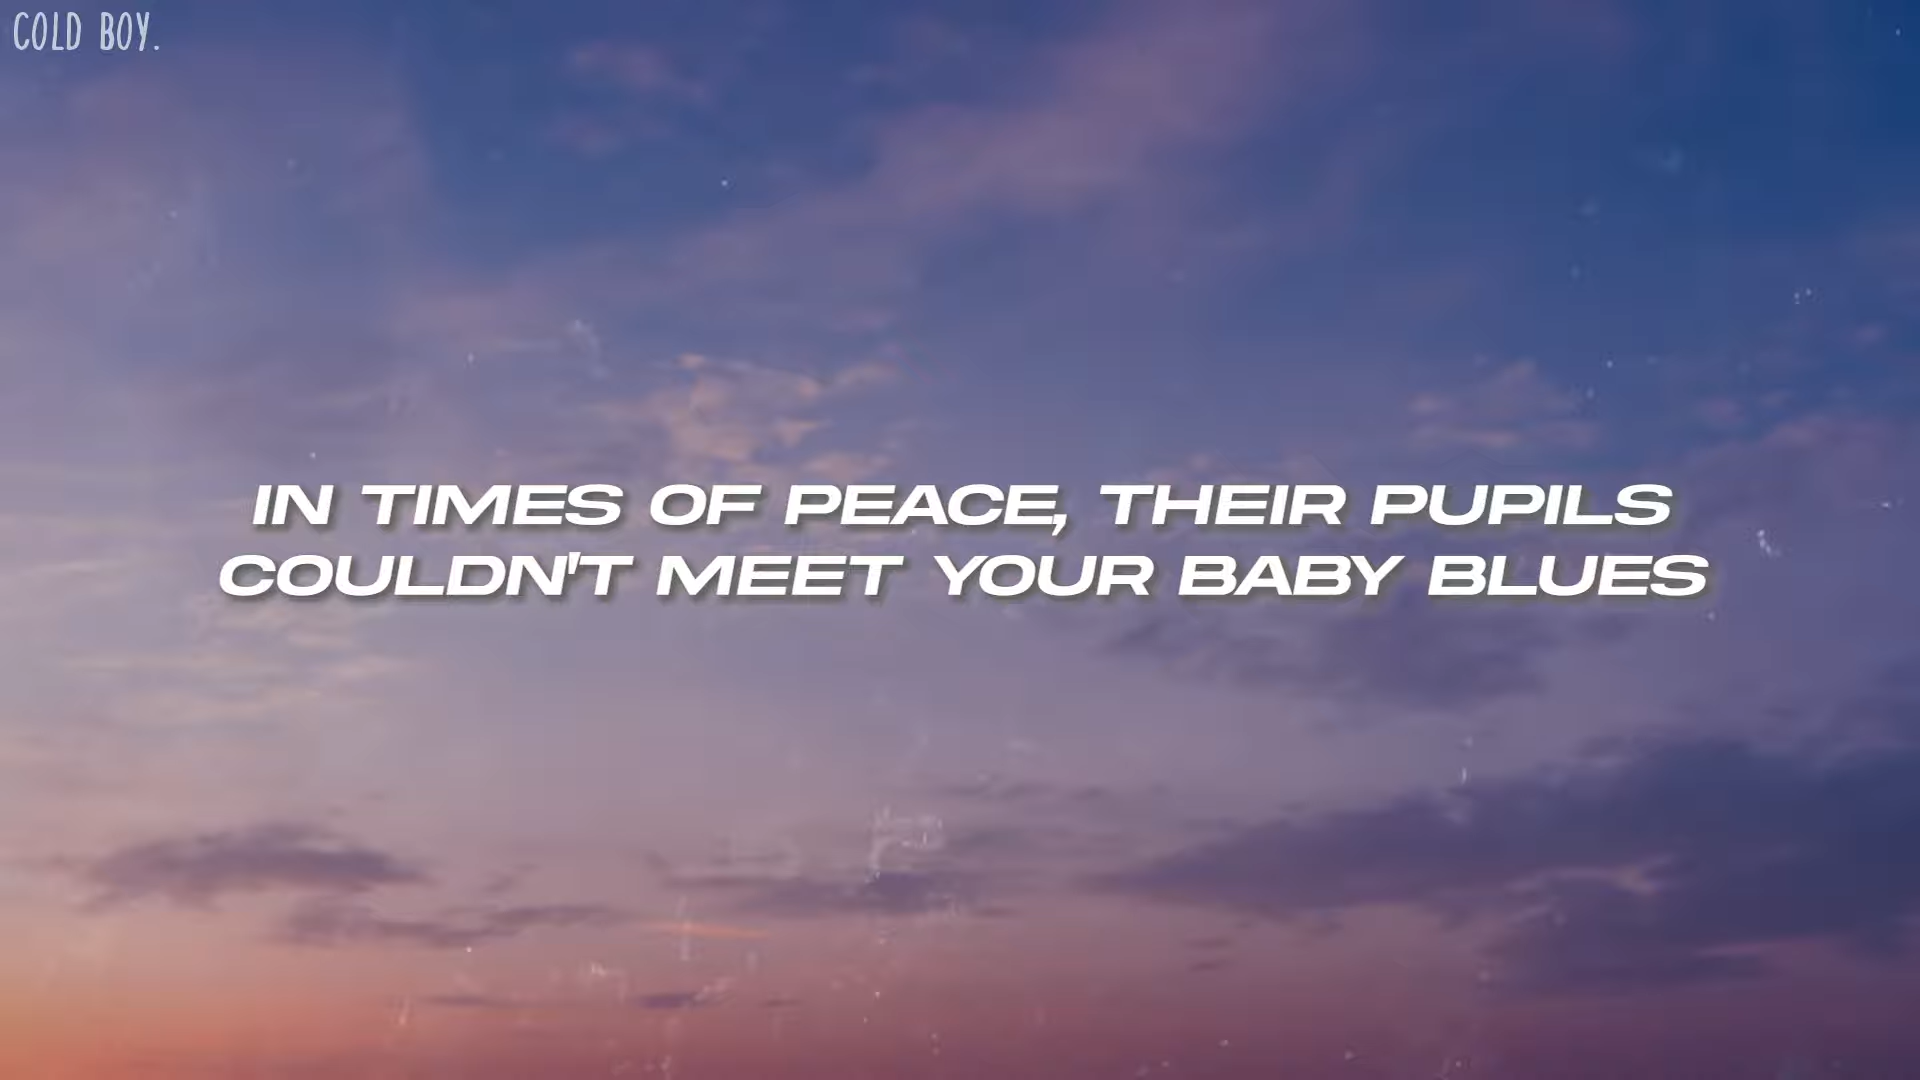 COLD BOY.
IN TIMES OF PEACE, THEIR PUPILS
COULDN'T MEET YOUR BABY BLUES